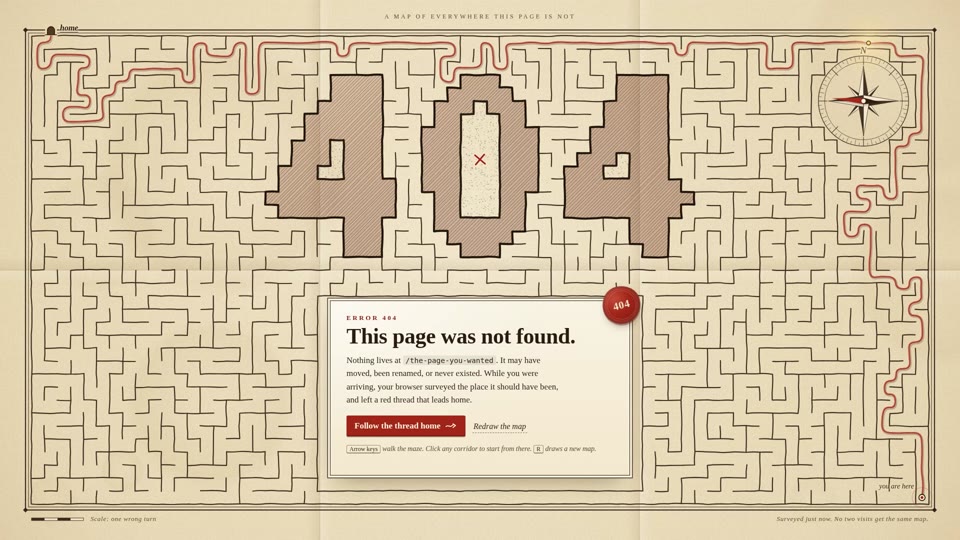 A MAP OF EVERYWHERE THIS PAGE IS NOT
home
N
404
404
ERROR 404
This page was not found.
Nothing lives at /the-page-you-wanted. It may have
moved, been renamed, or never existed. While you were
arriving, your browser surveyed the place it should have been,
and left a red thread that leads home.
Follow the thread home Redraw the map
Arrow keys walk the maze. Click any corridor to start from there. R draws a new map.
you are here
Scale: one wrong turn
Surveyed just now. No two visits get the same map.